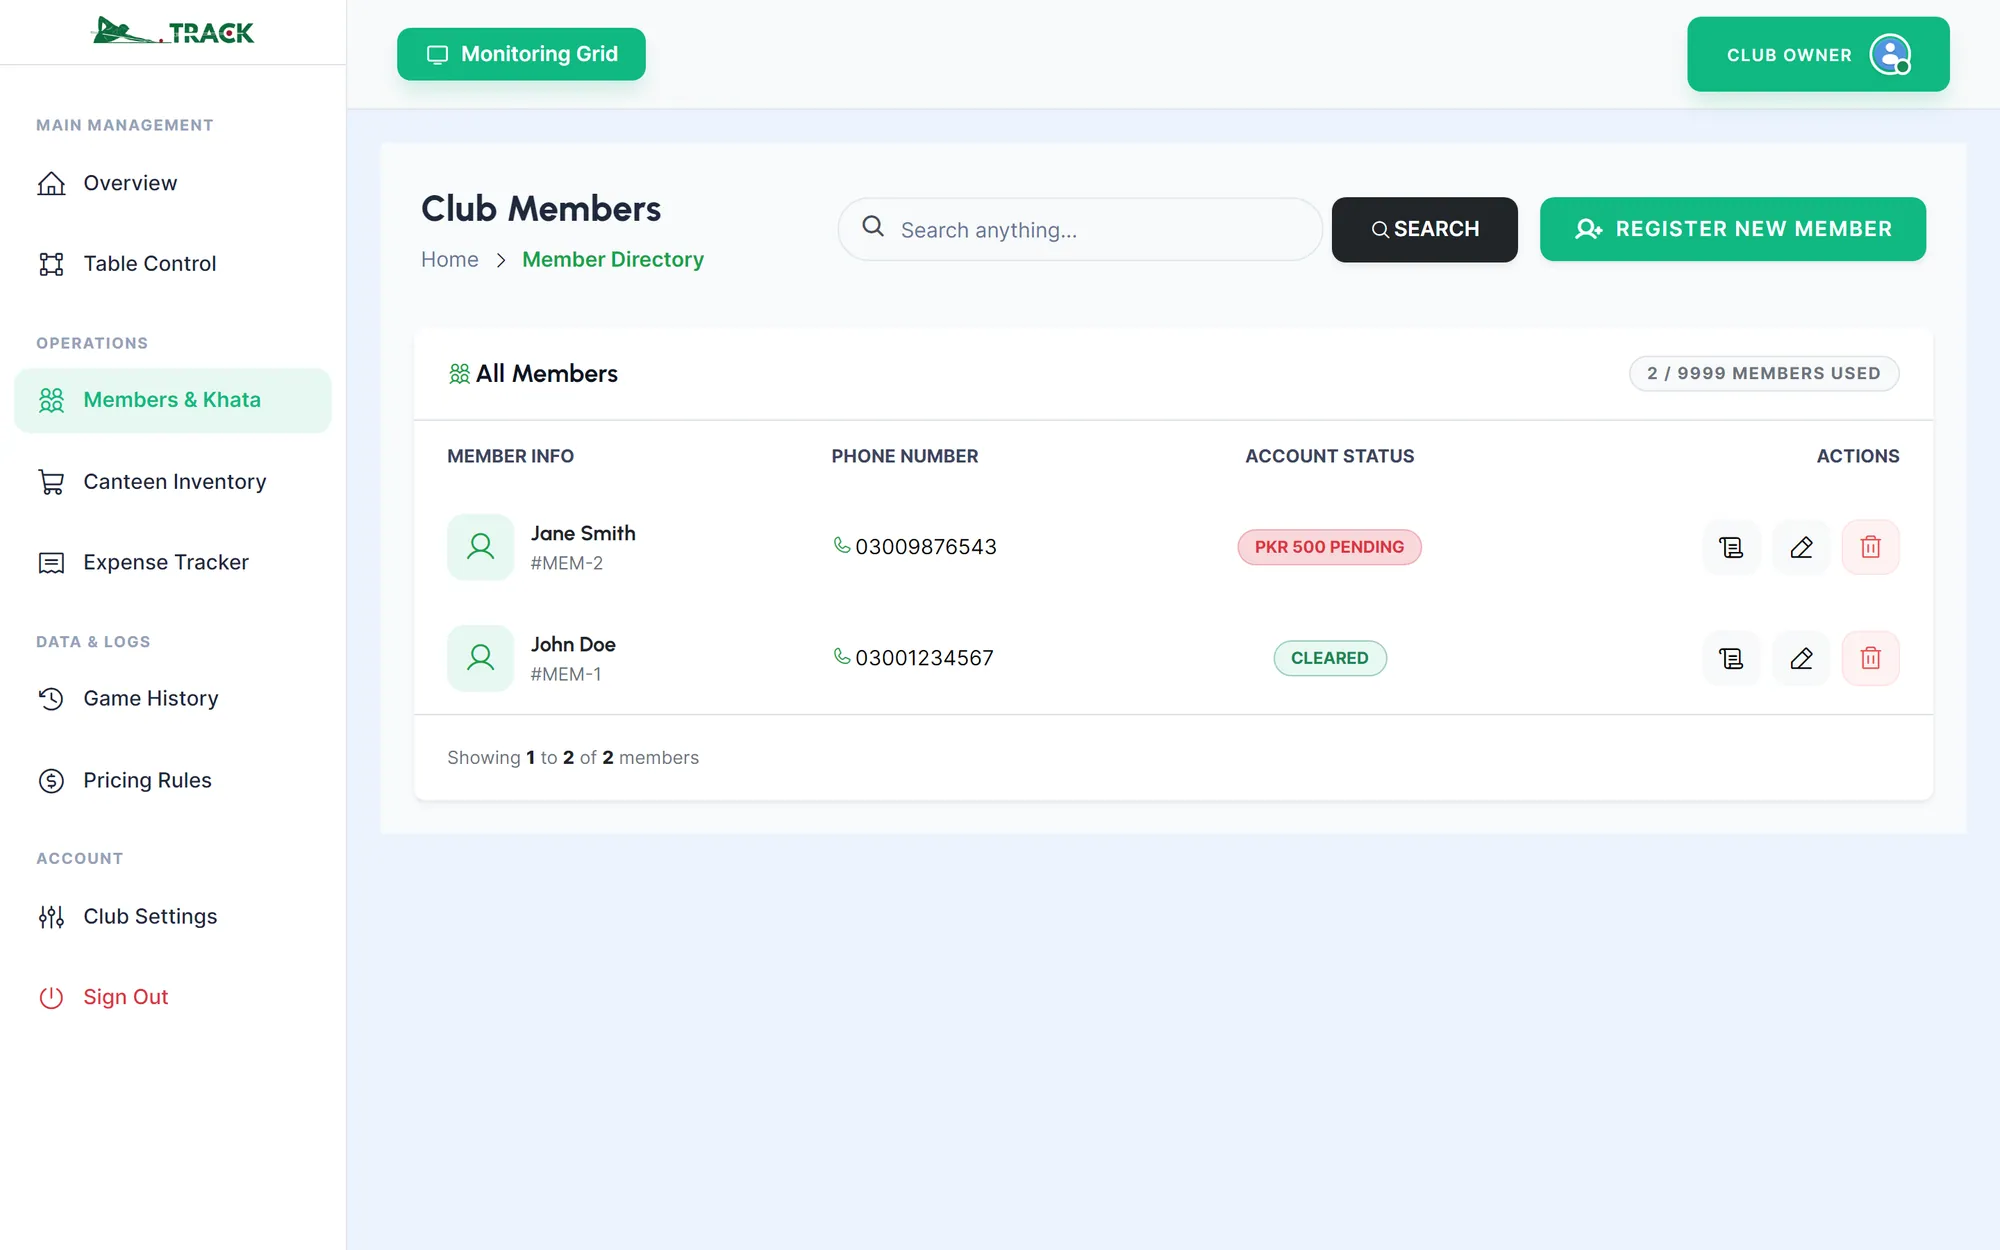 .TRACK
MAIN MANAGEMENT
Overview
Table Control
OPERATIONS
Members & Khata
Canteen Inventory
Expense Tracker
DATA & LOGS
Game History
Pricing Rules
ACCOUNT
Club Settings
Sign Out
Monitoring Grid
CLUB OWNER
Club Members
Home > Member Directory
Search anything...
SEARCH
REGISTER NEW MEMBER
All Members
2 / 9999 MEMBERS USED
MEMBER INFO PHONE NUMBER ACCOUNT STATUS ACTIONS
Jane Smith
#MEM-2
03009876543
PKR 500 PENDING
John Doe
#MEM-1
03001234567
CLEARED
Showing 1 to 2 of 2 members